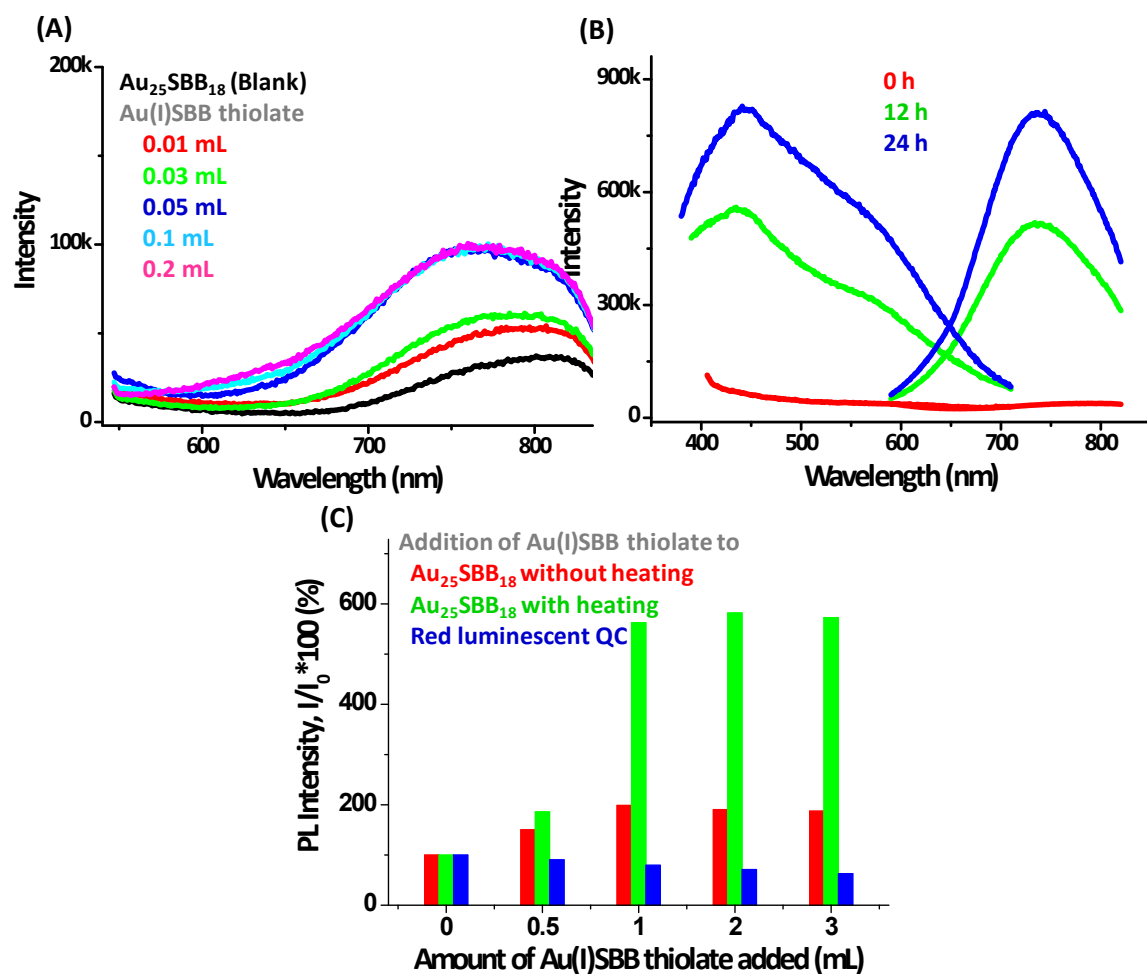 (A)
200k
100k
0
Intensity
Au₂₅SBB₁₈ (Blank)
Au(I)SBB thiolate
0.01 mL
0.03 mL
0.05 mL
0.1 mL
0.2 mL
600
700
800
Wavelength (nm)
(B)
900k
600k
300k
0
Intensity
0 h
12 h
24 h
400
500
600
700
800
Wavelength (nm)
(C)
600
400
200
0
PL Intensity, I/I₀*100 (%)
Addition of Au(I)SBB thiolate to
Au₂₅SBB₁₈ without heating
Au₂₅SBB₁₈ with heating
Red luminescent QC
0
0.5
1
2
3
Amount of Au(I)SBB thiolate added (mL)